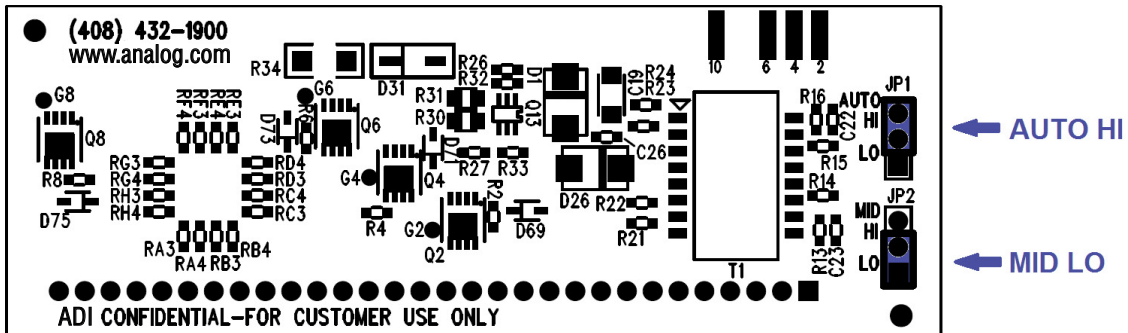 (408) 432-1900
www.analog.com
10 6 4 2
R34
D31
R26
R32
D1
C19
R24
R23
JP1
G8
G6
R31
R30
Q13
R16
AUTO
HI
C22
AUTO HI
RF4
RF3
RE4
RE3
D73
R6
Q6
Q8
D71
R27
R33
C26
R15
LO
RG3
RG4
RH3
RH4
RD4
RD3
RC4
RC3
R8
D75
G4
Q4
R2
D26
R22
R14
JP2
MID
HI
R4
G2
Q2
D69
R21
R13
C23
LO
MID LO
RA3
RA4
RB3
RB4
T1
ADI CONFIDENTIAL-FOR CUSTOMER USE ONLY